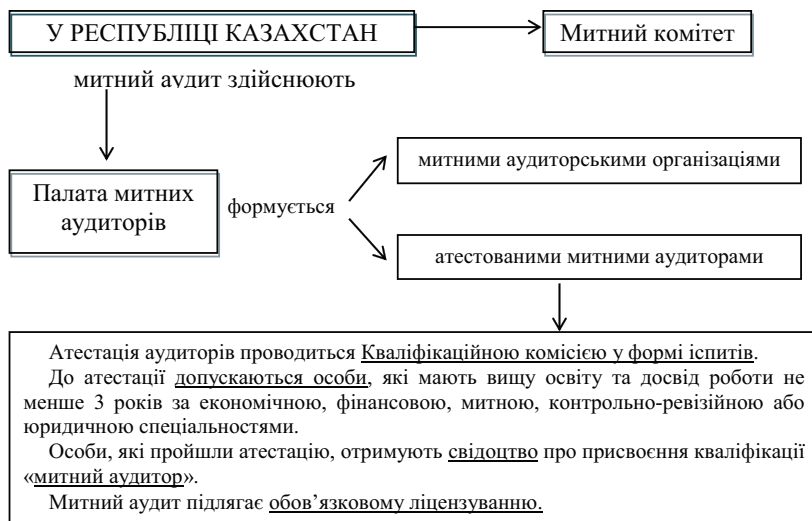 У РЕСПУБЛІЦІ КАЗАХСТАН
Митний комітет
митний аудит здійснюють
Палата митних
аудиторів
формується
митними аудиторськими організаціями
атестованими митними аудиторами
Атестація аудиторів проводиться Кваліфікаційною комісією у формі іспитів.
До атестації допускаються особи, які мають вищу освіту та досвід роботи не
менше 3 років за економічною, фінансовою, митною, контрольно-ревізійною або
юридичною спеціальностями.
Особи, які пройшли атестацію, отримують свідоцтво про присвоєння кваліфікації
«митний аудитор».
Митний аудит підлягає обов’язковому ліцензуванню.